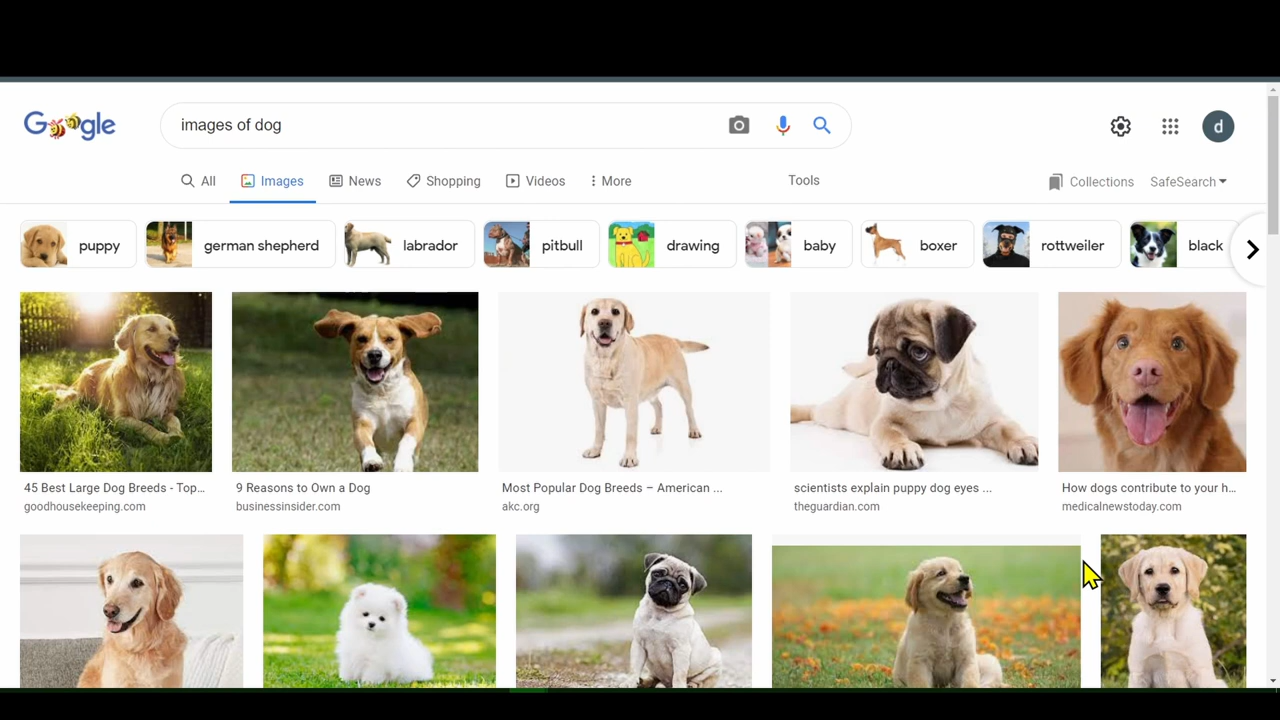 Google
images of dog
d
All Images News Shopping Videos More Tools Collections SafeSearch
puppy german shepherd labrador pitbull drawing baby boxer rottweiler black
45 Best Large Dog Breeds - Top... 9 Reasons to Own a Dog Most Popular Dog Breeds – American ... scientists explain puppy dog eyes ... How dogs contribute to your h...
goodhousekeeping.com businessinsider.com akc.org theguardian.com medicalnewstoday.com